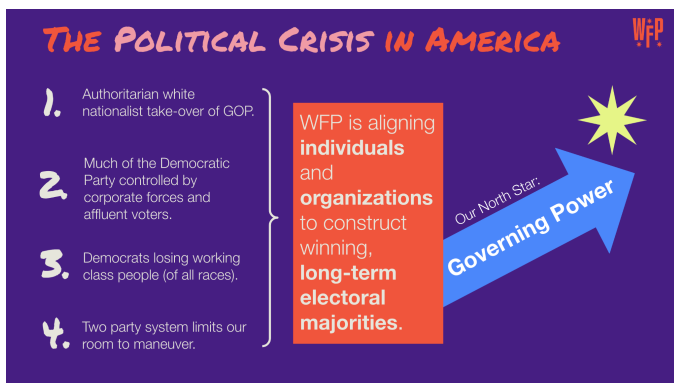 The Political Crisis in America
WFP
1.
Authoritarian white
nationalist take-over of GOP.
2.
Much of the Democratic
Party controlled by
corporate forces and
affluent voters.
3.
Democrats losing working
class people (of all races).
4.
Two party system limits our
room to maneuver.
WFP is aligning
individuals
and
organizations
to construct
winning,
long-term
electoral
majorities.
Our North Star:
Governing Power